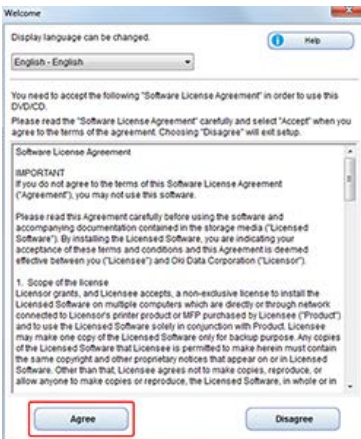 Welcome
Display language can be changed.
Help
English - English
You need to accept the following "Software License Agreement" in order to use this
DVD/CD.
Please read the "Software License Agreement" carefully and select "Accept" when you
agree to the terms of the agreement. Choosing "Disagree" will exit setup.
Software License Agreement
IMPORTANT
If you do not agree to the terms of this Software License Agreement
("Agreement"), you may not use this software.
Please read this Agreement carefully before using the software and
accompanying documentation contained in the storage media ("Licensed
Software"). By installing the Licensed Software, you are indicating your
acceptance of these terms and conditions and this Agreement is deemed
effective between you ("Licensee") and Oki Data Corporation ("Licensor").
1. Scope of the license
Licensor grants, and Licensee accepts, a non-exclusive license to install the
Licensed Software on multiple computers which are directly or through network
connected to Licensor's printer product or MFP purchased by Licensee ("Product")
and to use the Licensed Software solely in conjunction with Product. Licensee
may make one copy of the Licensed Software only for backup purpose. Any copies
of the Licensed Software that Licensee is permitted to make herein must contain
the same copyright and other proprietary notices that appear on or in Licensed
Software. Other than that, Licensee agrees not to make copies, reproduce, or
allow anyone to make copies or reproduce, the Licensed Software, in whole or in
Agree
Disagree